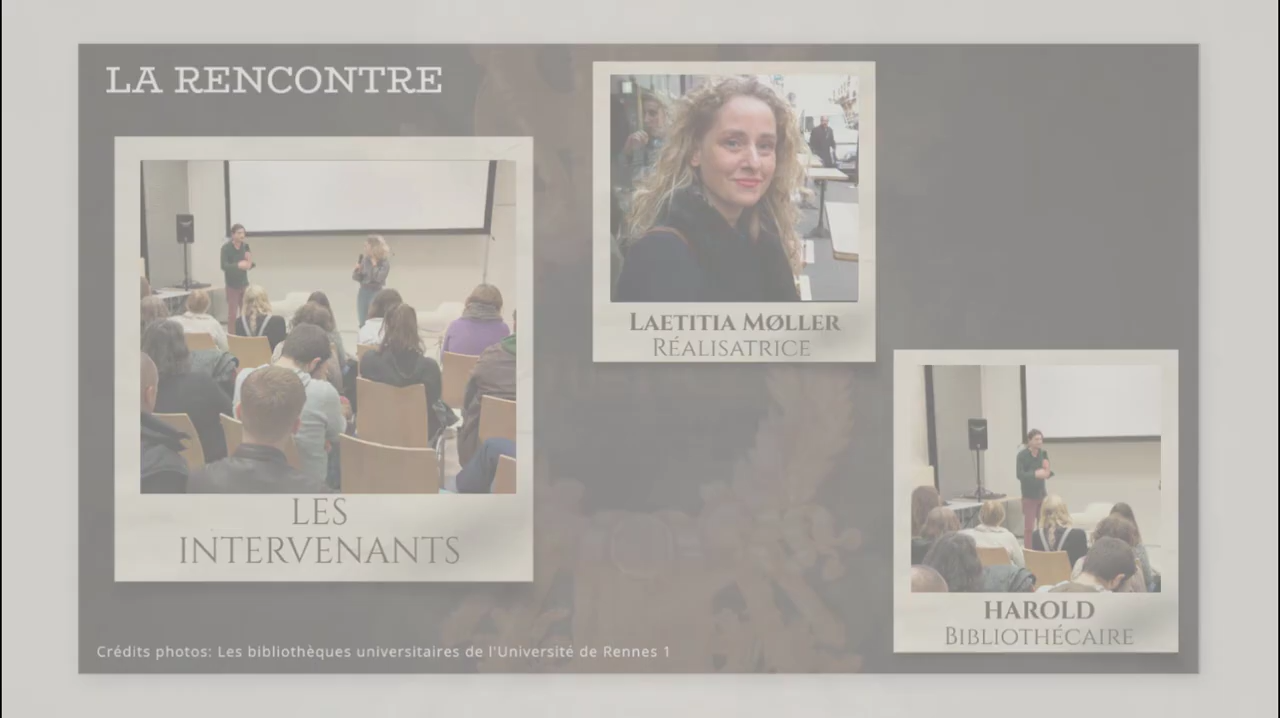 LA RENCONTRE
LES
INTERVENANTS
LAETITIA MØLLER
RÉALISATRICE
HAROLD
BIBLIOTHÉCAIRE
Crédits photos: Les bibliothèques universitaires de l'Université de Rennes 1